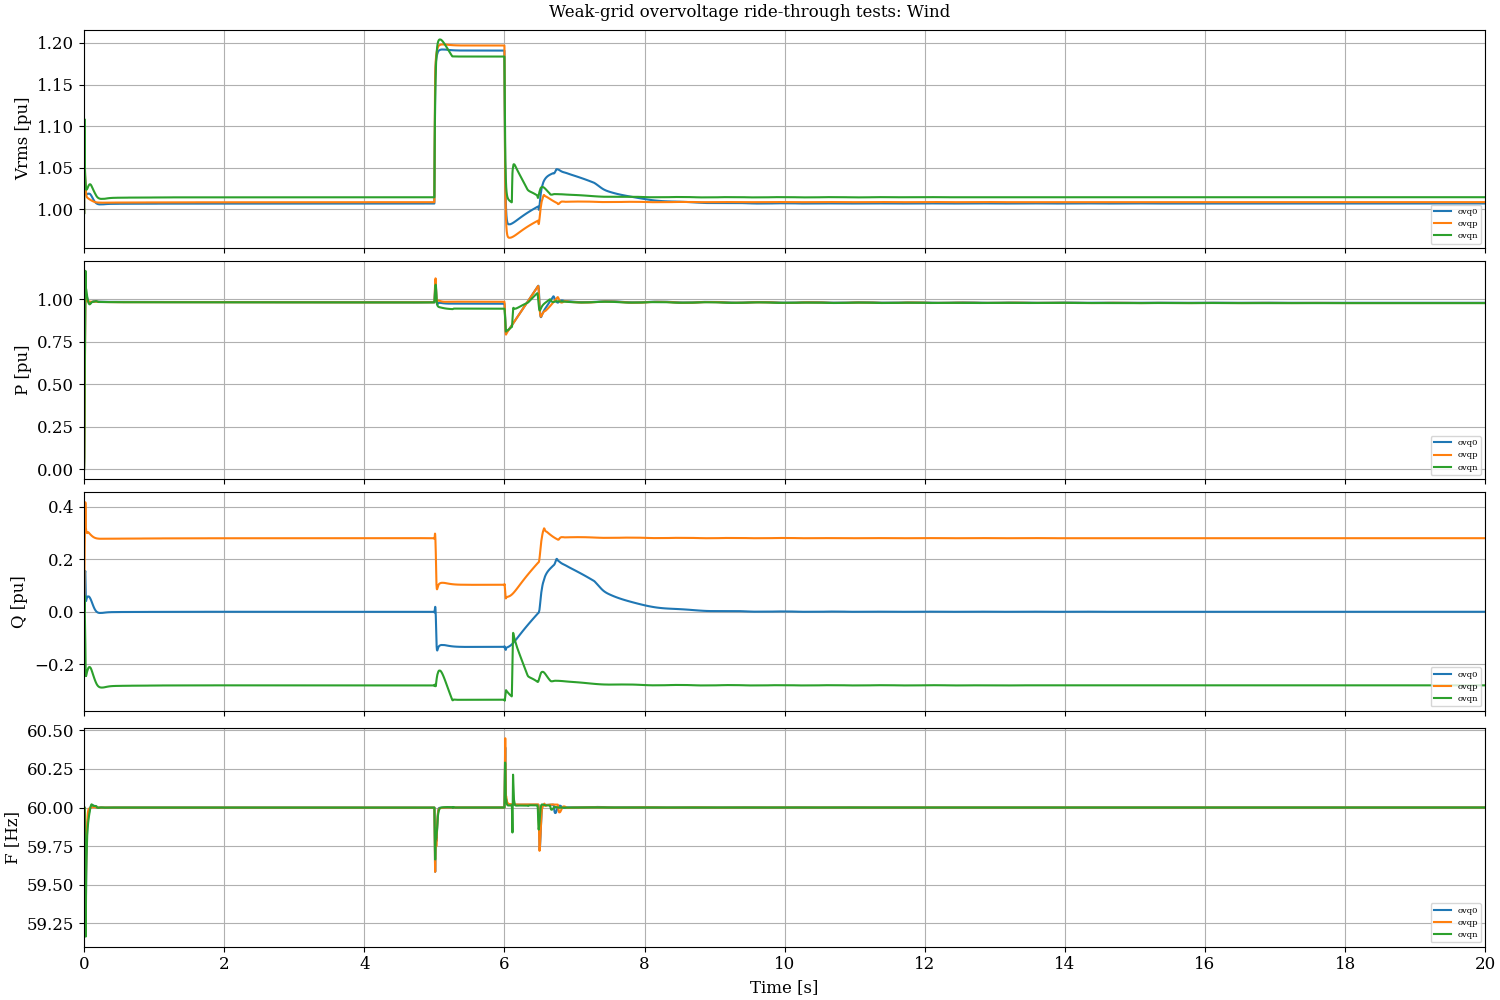 Weak-grid overvoltage ride-through tests: Wind
Vrms [pu]
1.20
1.15
1.10
1.05
1.00
ovq0
ovqp
ovqn
P [pu]
1.00
0.75
0.50
0.25
0.00
ovq0
ovqp
ovqn
Q [pu]
0.4
0.2
0.0
−0.2
ovq0
ovqp
ovqn
F [Hz]
60.50
60.25
60.00
59.75
59.50
59.25
ovq0
ovqp
ovqn
0 2 4 6 8 10 12 14 16 18 20
Time [s]